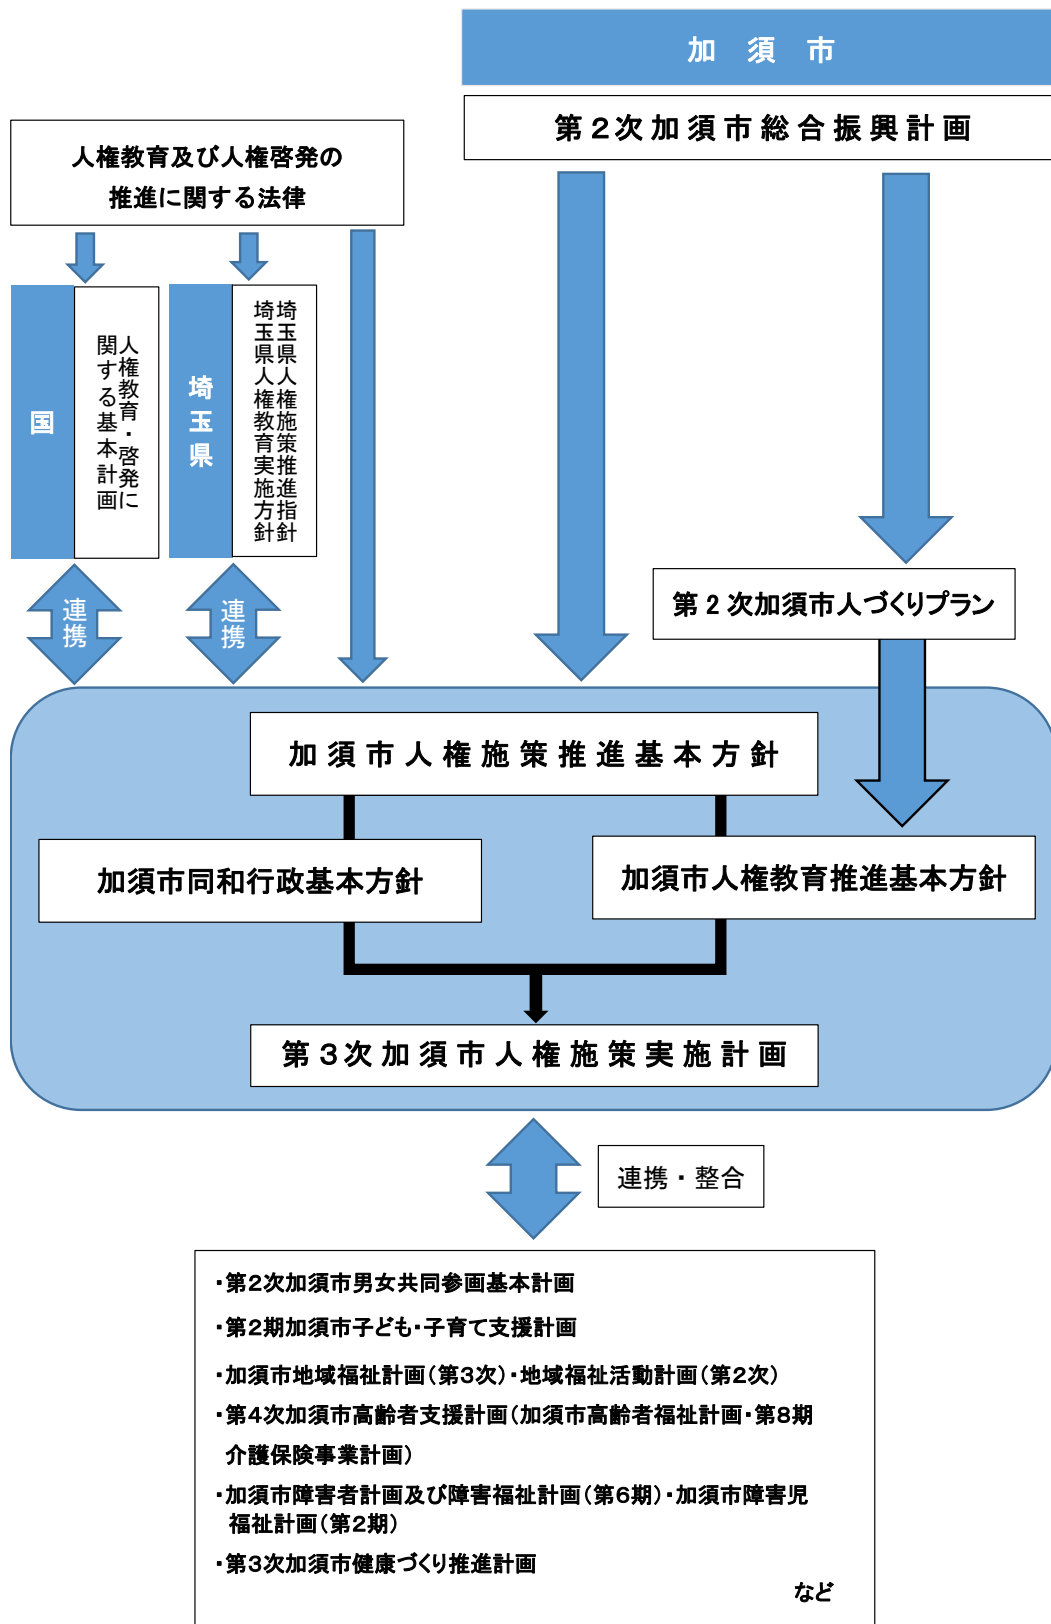 加須市
第2次加須市総合振興計画
人権教育及び人権啓発の
推進に関する法律
国
人権教育・啓発に
関する基本計画
埼玉県
埼玉県人権施策推進指針
埼玉県人権教育実施方針
連携
連携
第2次加須市人づくりプラン
加須市人権施策推進基本方針
加須市同和行政基本方針
加須市人権教育推進基本方針
第3次加須市人権施策実施計画
連携・整合
・第2次加須市男女共同参画基本計画
・第2期加須市子ども・子育て支援計画
・加須市地域福祉計画（第3次）・地域福祉活動計画（第2次）
・第4次加須市高齢者支援計画（加須市高齢者福祉計画・第8期
介護保険事業計画）
・加須市障害者計画及び障害福祉計画（第6期）・加須市障害児
福祉計画（第2期）
・第3次加須市健康づくり推進計画
など